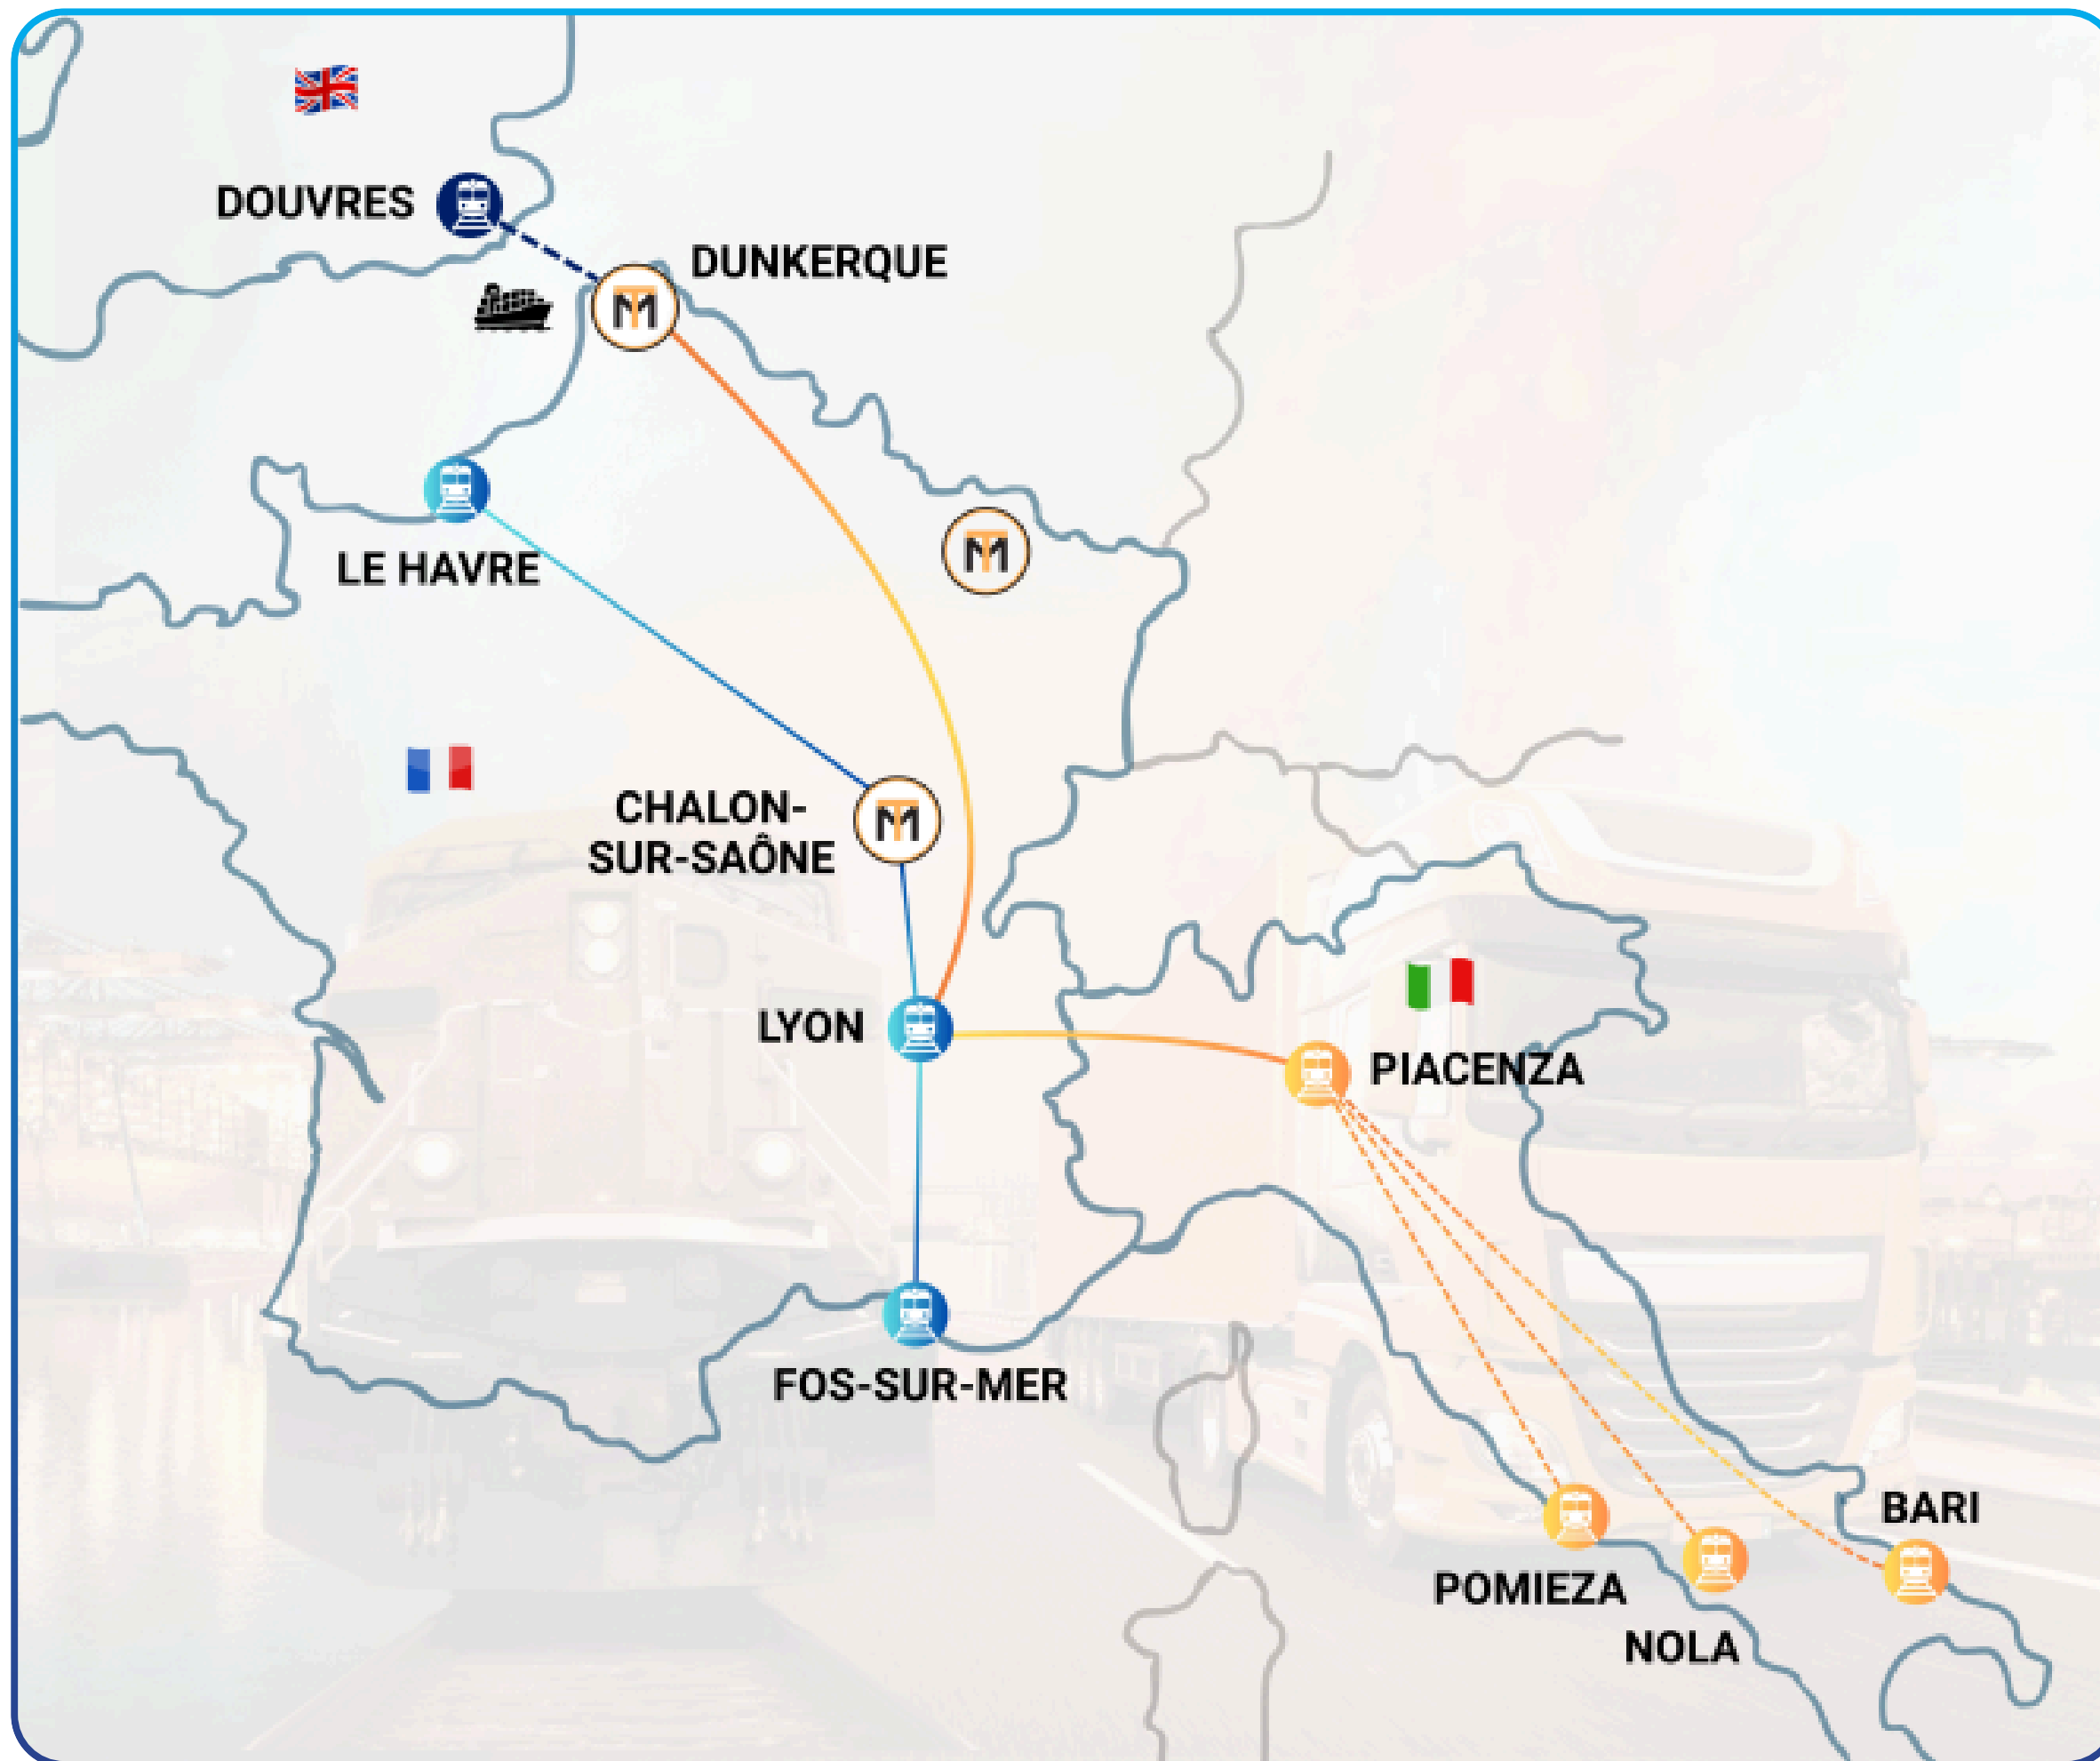 DOUVRES
DUNKERQUE
LE HAVRE
CHALON-
SUR-SAÔNE
LYON
PIACENZA
FOS-SUR-MER
BARI
POMIEZA
NOLA